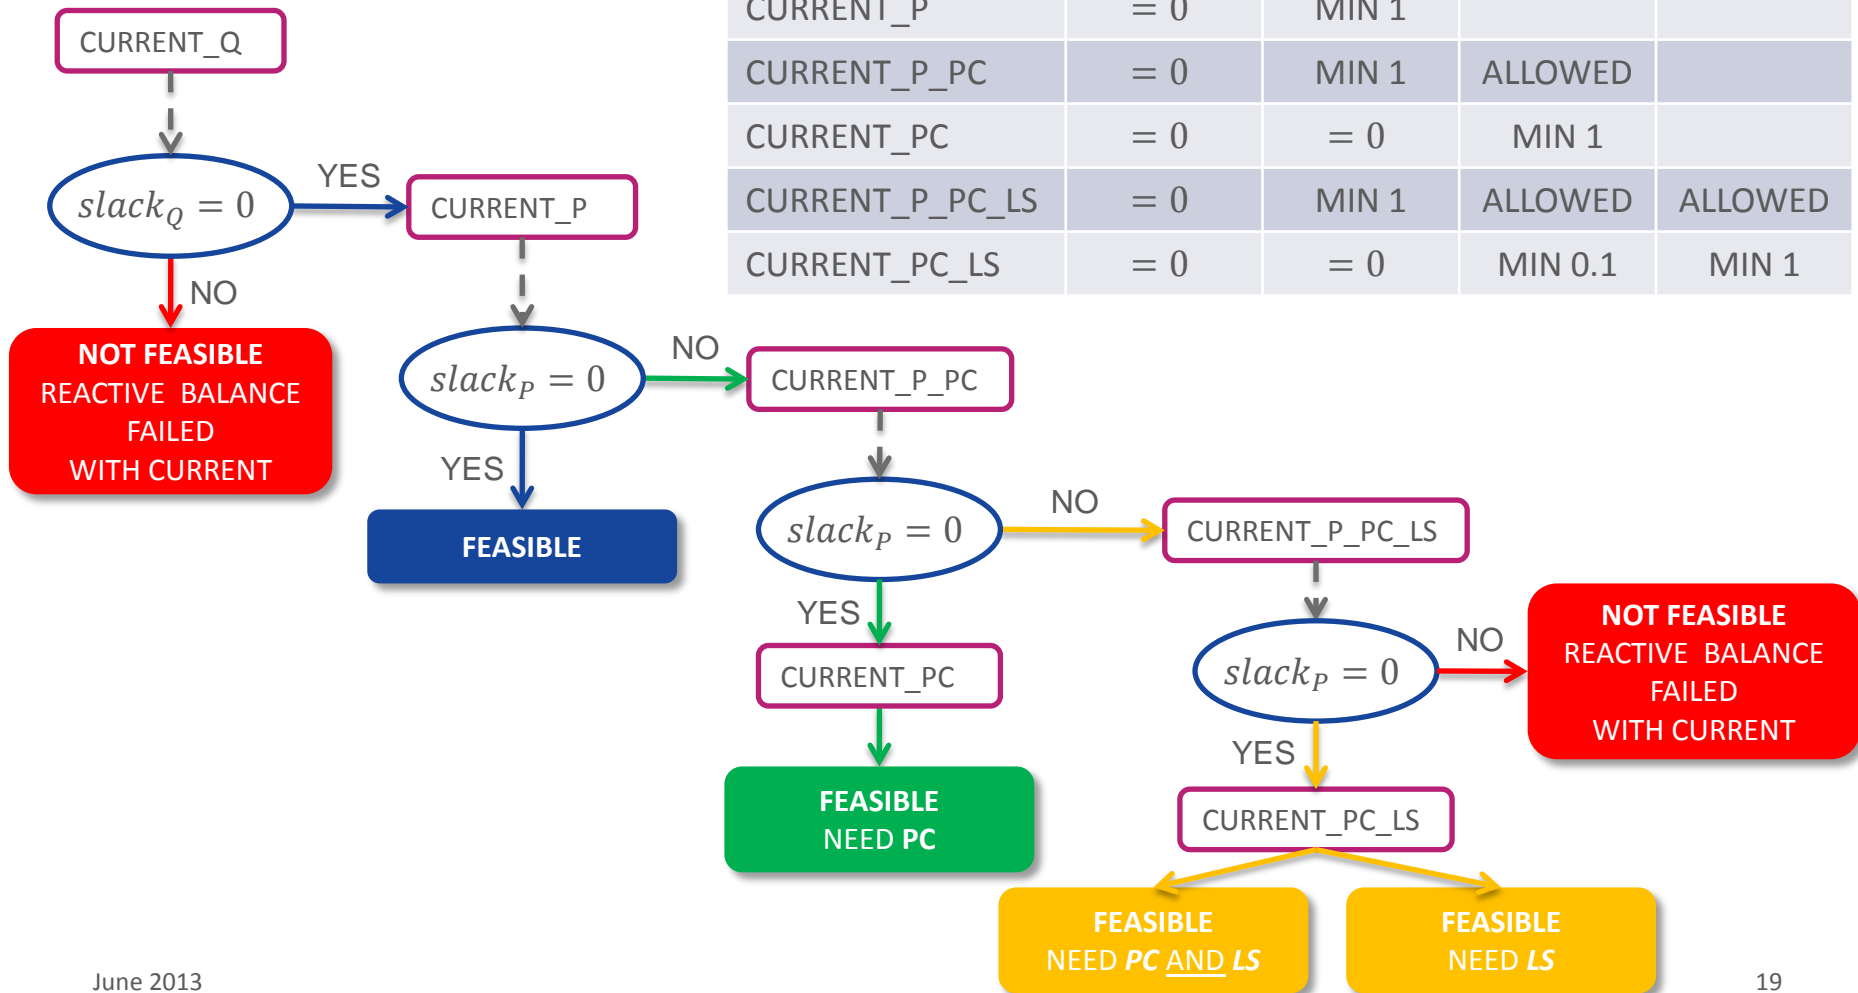 CURRENT_P = 0 MIN 1
CURRENT_P_PC = 0 MIN 1 ALLOWED
CURRENT_PC = 0 = 0 MIN 1
CURRENT_P_PC_LS = 0 MIN 1 ALLOWED ALLOWED
CURRENT_PC_LS = 0 = 0 MIN 0.1 MIN 1
CURRENT_Q
slack_Q = 0
YES
NO
NOT FEASIBLE
REACTIVE BALANCE
FAILED
WITH CURRENT
CURRENT_P
slack_P = 0
NO
YES
FEASIBLE
CURRENT_P_PC
slack_P = 0
NO
YES
CURRENT_PC
FEASIBLE
NEED PC
CURRENT_P_PC_LS
slack_P = 0
NO
YES
NOT FEASIBLE
REACTIVE BALANCE
FAILED
WITH CURRENT
CURRENT_PC_LS
FEASIBLE
NEED PC AND LS
FEASIBLE
NEED LS
June 2013
19